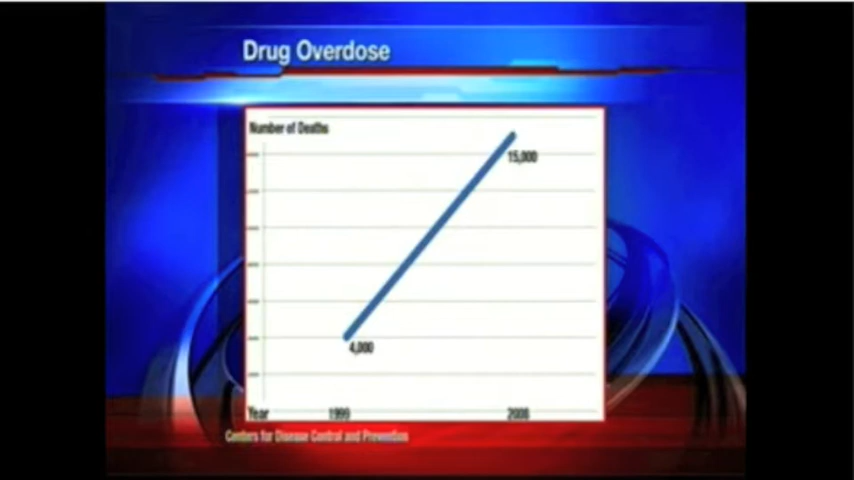 Drug Overdose
Number of Deaths
15,000
4,000
Year 1999 2008
Centers for Disease Control and Prevention